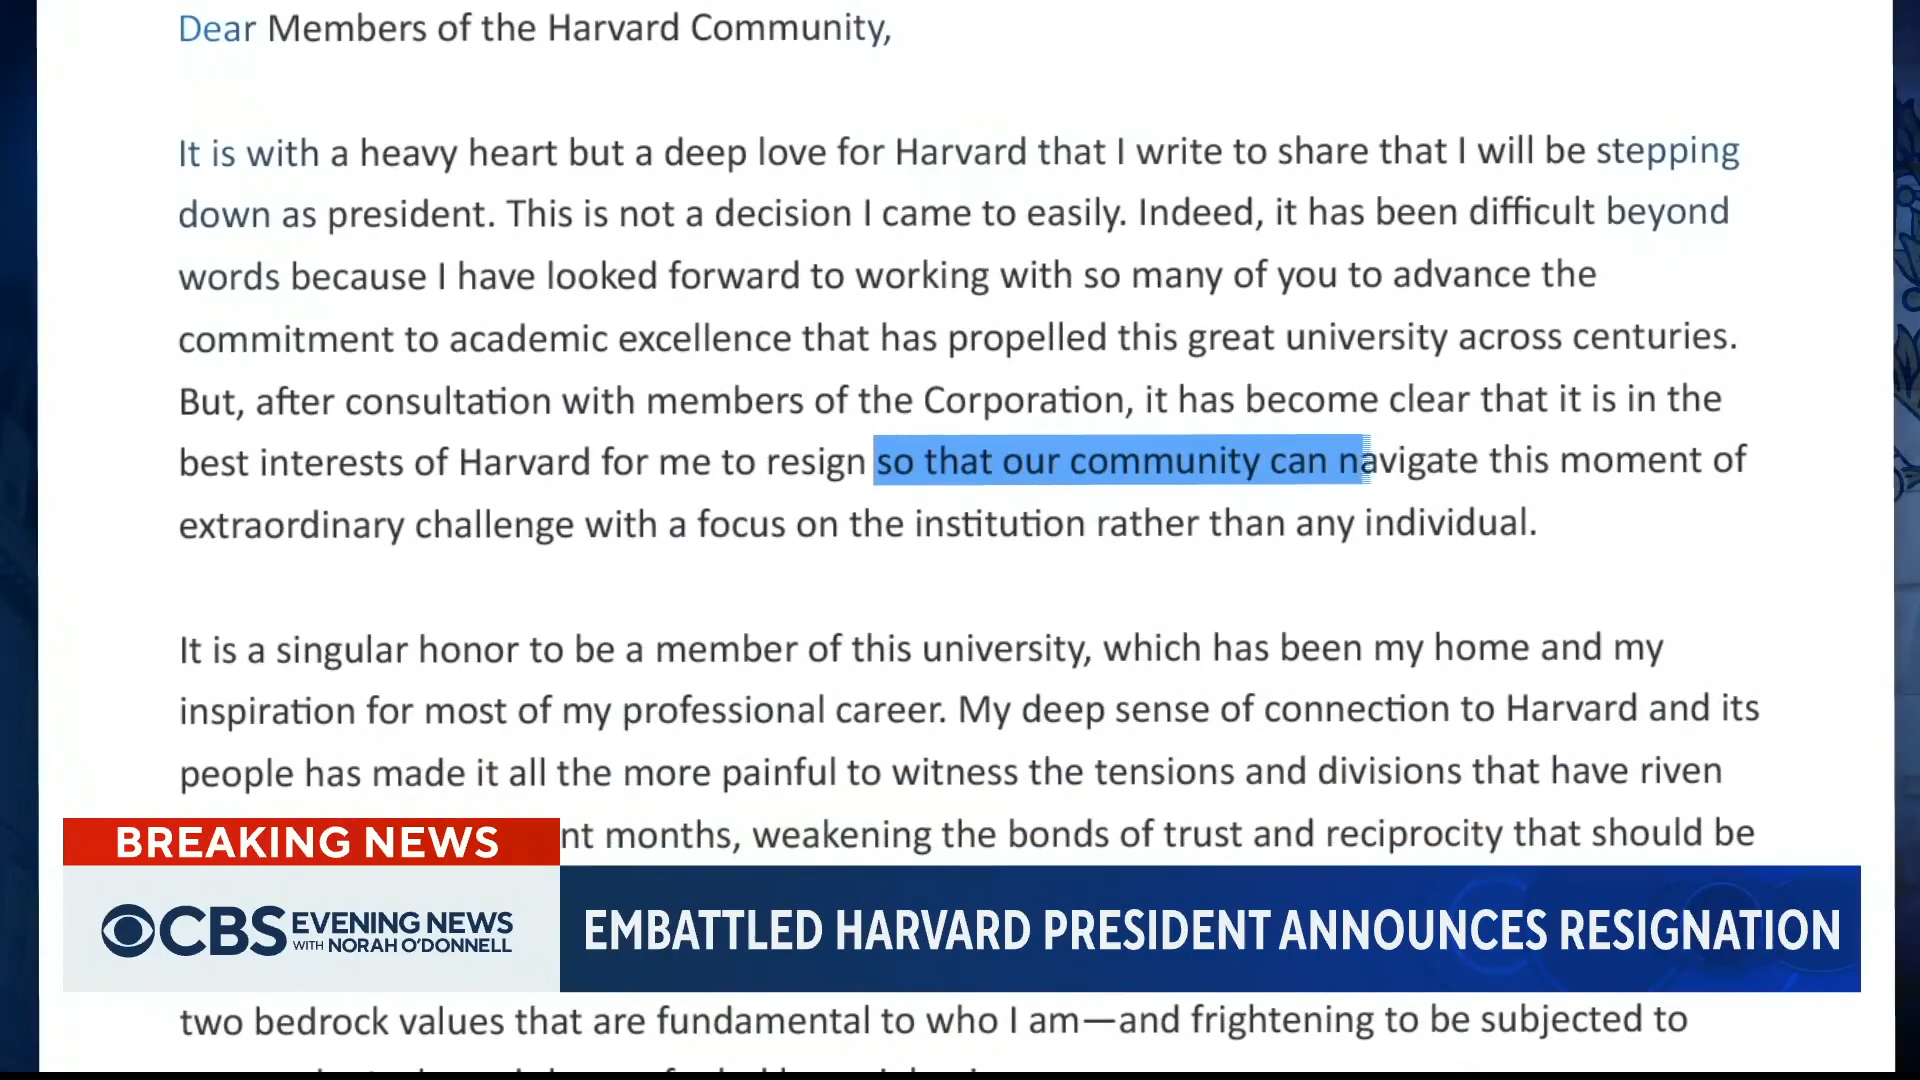 Dear Members of the Harvard Community,
It is with a heavy heart but a deep love for Harvard that I write to share that I will be stepping
down as president. This is not a decision I came to easily. Indeed, it has been difficult beyond
words because I have looked forward to working with so many of you to advance the
commitment to academic excellence that has propelled this great university across centuries.
But, after consultation with members of the Corporation, it has become clear that it is in the
best interests of Harvard for me to resign so that our community can navigate this moment of
extraordinary challenge with a focus on the institution rather than any individual.
It is a singular honor to be a member of this university, which has been my home and my
inspiration for most of my professional career. My deep sense of connection to Harvard and its
people has made it all the more painful to witness the tensions and divisions that have riven
months, weakening the bonds of trust and reciprocity that should be
BREAKING NEWS
CBS EVENING NEWS
WITH NORAH O'DONNELL
EMBATTLED HARVARD PRESIDENT ANNOUNCES RESIGNATION
two bedrock values that are fundamental to who I am—and frightening to be subjected to